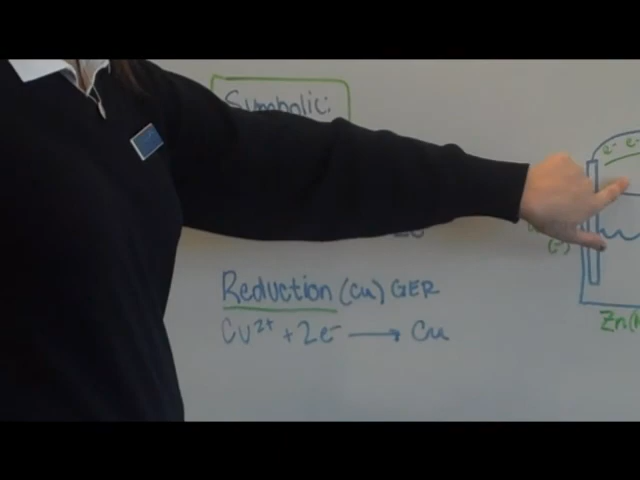 Symbolic:
e- e-
(-)
Reduction (Cu) GER
Cu²⁺ + 2e⁻ → Cu
Zn(